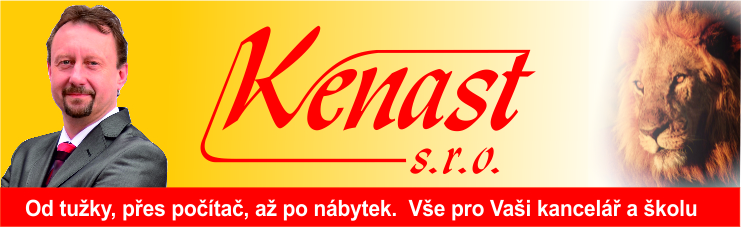 Kenast
s.r.o.
Od tužky, přes počítač, až po nábytek. Vše pro Vaši kancelář a školu